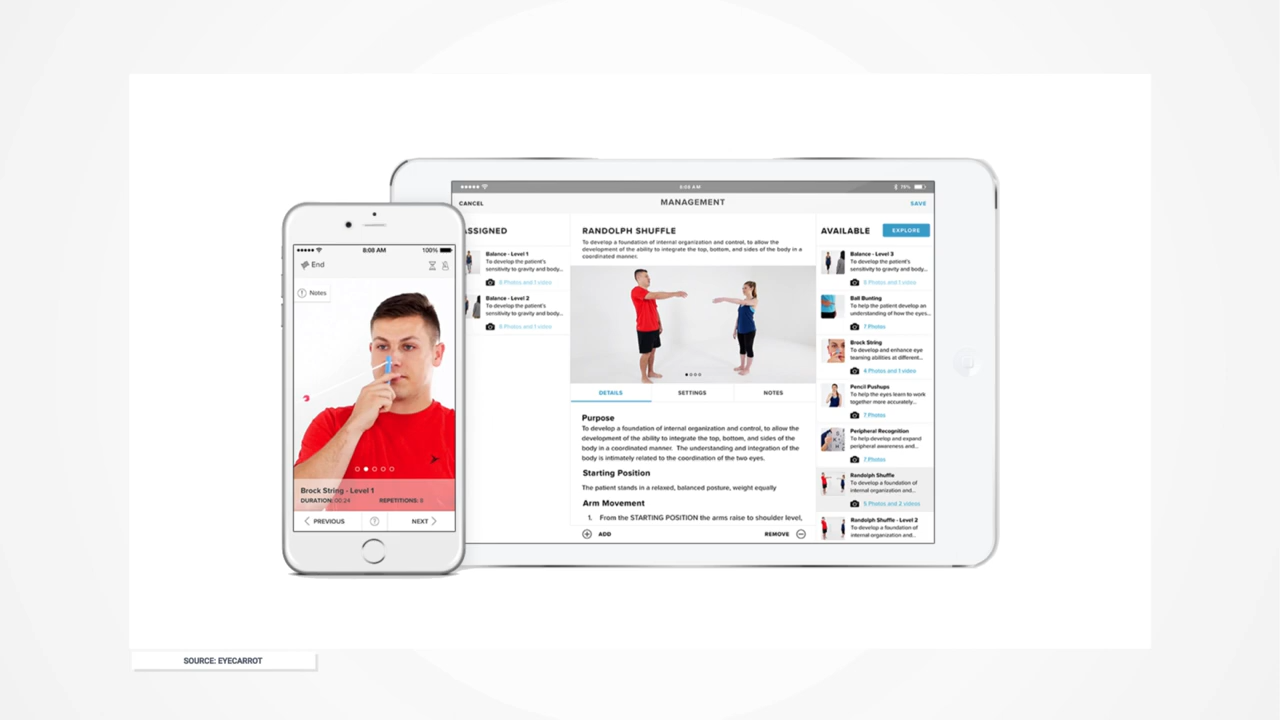 8:08 AM
100%
End
Notes
Brock String - Level 1
DURATION: 00:24
REPETITIONS: 8
PREVIOUS
NEXT
8:08 AM
79%
CANCEL
MANAGEMENT
SAVE
ASSIGNED
Balance - Level 1
To develop the patient's
sensitivity to gravity and body...
6 Photos and 1 video
Balance - Level 2
To develop the patient's
sensitivity to gravity and body...
6 Photos and 1 video
RANDOLPH SHUFFLE
To develop a foundation of internal organization and control, to allow the
development of the ability to integrate the top, bottom, and sides of the body in a
coordinated manner.
DETAILS
SETTINGS
NOTES
Purpose
To develop a foundation of internal organization and control, to allow the
development of the ability to integrate the top, bottom, and sides of the
body in a coordinated manner. The understanding and integration of the
body is intimately related to the coordination of the two eyes.
Starting Position
The patient stands in a relaxed, balanced posture, weight equally
Arm Movement
1. From the STARTING POSITION the arms raise to shoulder level,
ADD
REMOVE
AVAILABLE
EXPLORE
Balance - Level 3
To develop the patient's
sensitivity to gravity and body...
5 Photos and 1 video
Ball Bunting
To help the patient develop an
understanding of how the eyes...
7 Photos
Brock String
To develop and enhance eye
teaming abilities at different...
4 Photos and 1 video
Pencil Pushups
To help the eyes learn to work
together more accurately...
7 Photos
Peripheral Recognition
To help develop and expand
peripheral awareness and...
7 Photos
Randolph Shuffle
To develop a foundation of
internal organization and...
5 Photos and 2 videos
Randolph Shuffle - Level 2
To develop a foundation of
internal organization and...
SOURCE: EYECARROT